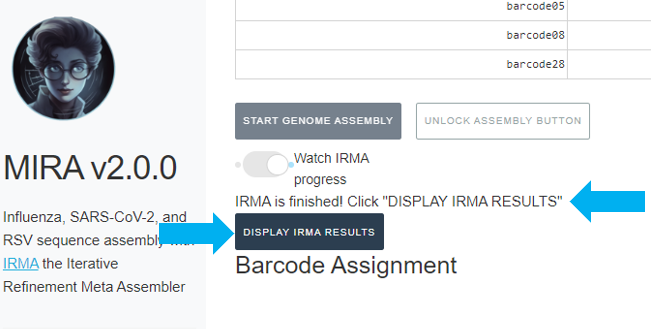 barcode05
barcode08
barcode28
START GENOME ASSEMBLY
UNLOCK ASSEMBLY BUTTON
Watch IRMA
progress
IRMA is finished! Click "DISPLAY IRMA RESULTS"
DISPLAY IRMA RESULTS
Barcode Assignment
MIRA v2.0.0
Influenza, SARS-CoV-2, and
RSV sequence assembly with
IRMA the Iterative
Refinement Meta Assembler